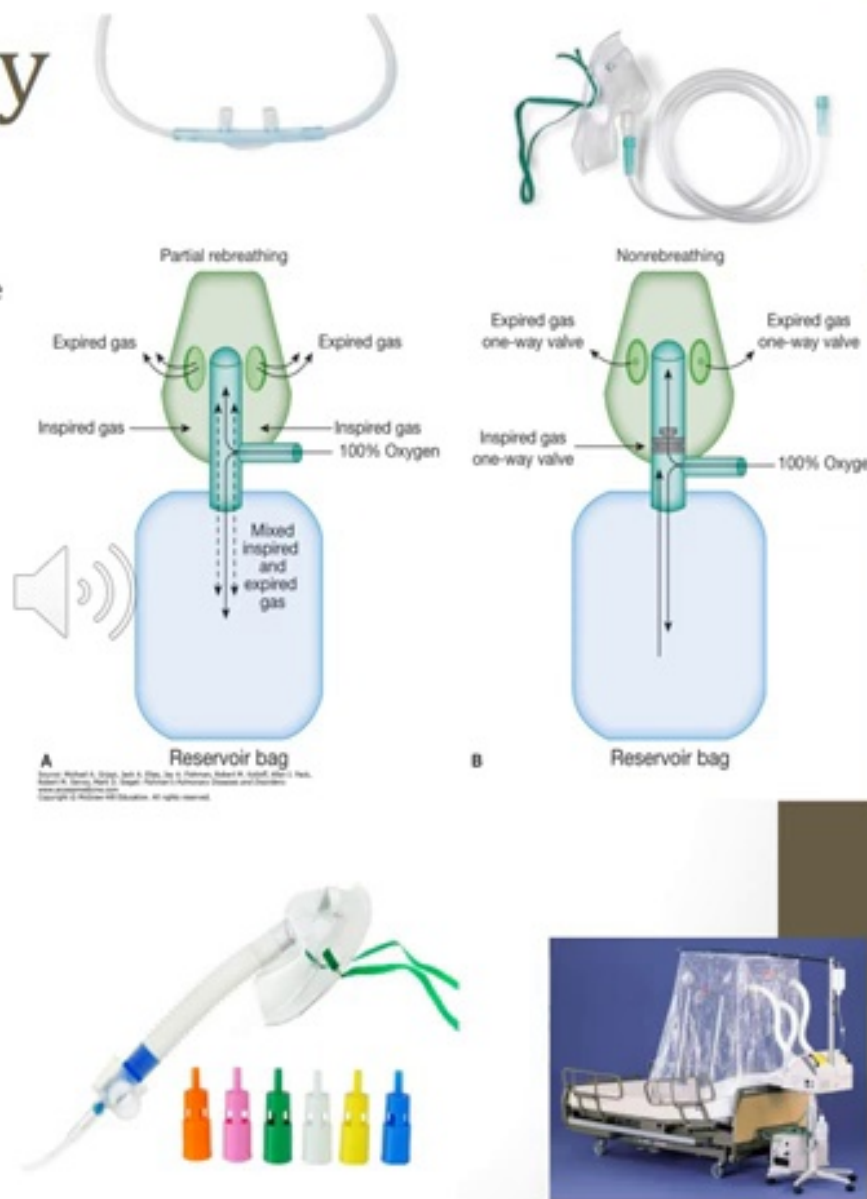 y
e
Partial rebreathing
Expired gas
Expired gas
Inspired gas
Inspired gas
100% Oxygen
Mixed
inspired
and
expired
gas
A
Reservoir bag
Nonrebreathing
Expired gas
one-way valve
Expired gas
one-way valve
Inspired gas
one-way valve
100% Oxyge
B
Reservoir bag
Copyright © McGraw-Hill Education. All rights reserved.